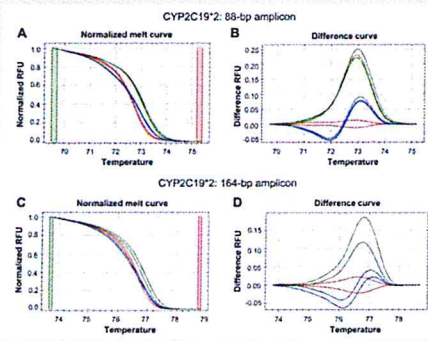 CYP2C19*2: 88-bp amplicon
A
Normalized melt curve
Normalized RFU
1.0
0.8
0.6
0.4
0.2
0.0
70 71 72 73 74 75
Temperature
B
Difference curve
Difference RFU
0.25
0.20
0.15
0.10
0.05
0.00
-0.05
70 71 72 73 74 75
Temperature
CYP2C19*2: 164-bp amplicon
C
Normalized melt curve
Normalized RFU
1.0
0.8
0.6
0.4
0.2
0.0
74 75 76 77 78 79
Temperature
D
Difference curve
Difference RFU
0.15
0.10
0.05
0.00
-0.05
74 75 76 77 78 79
Temperature